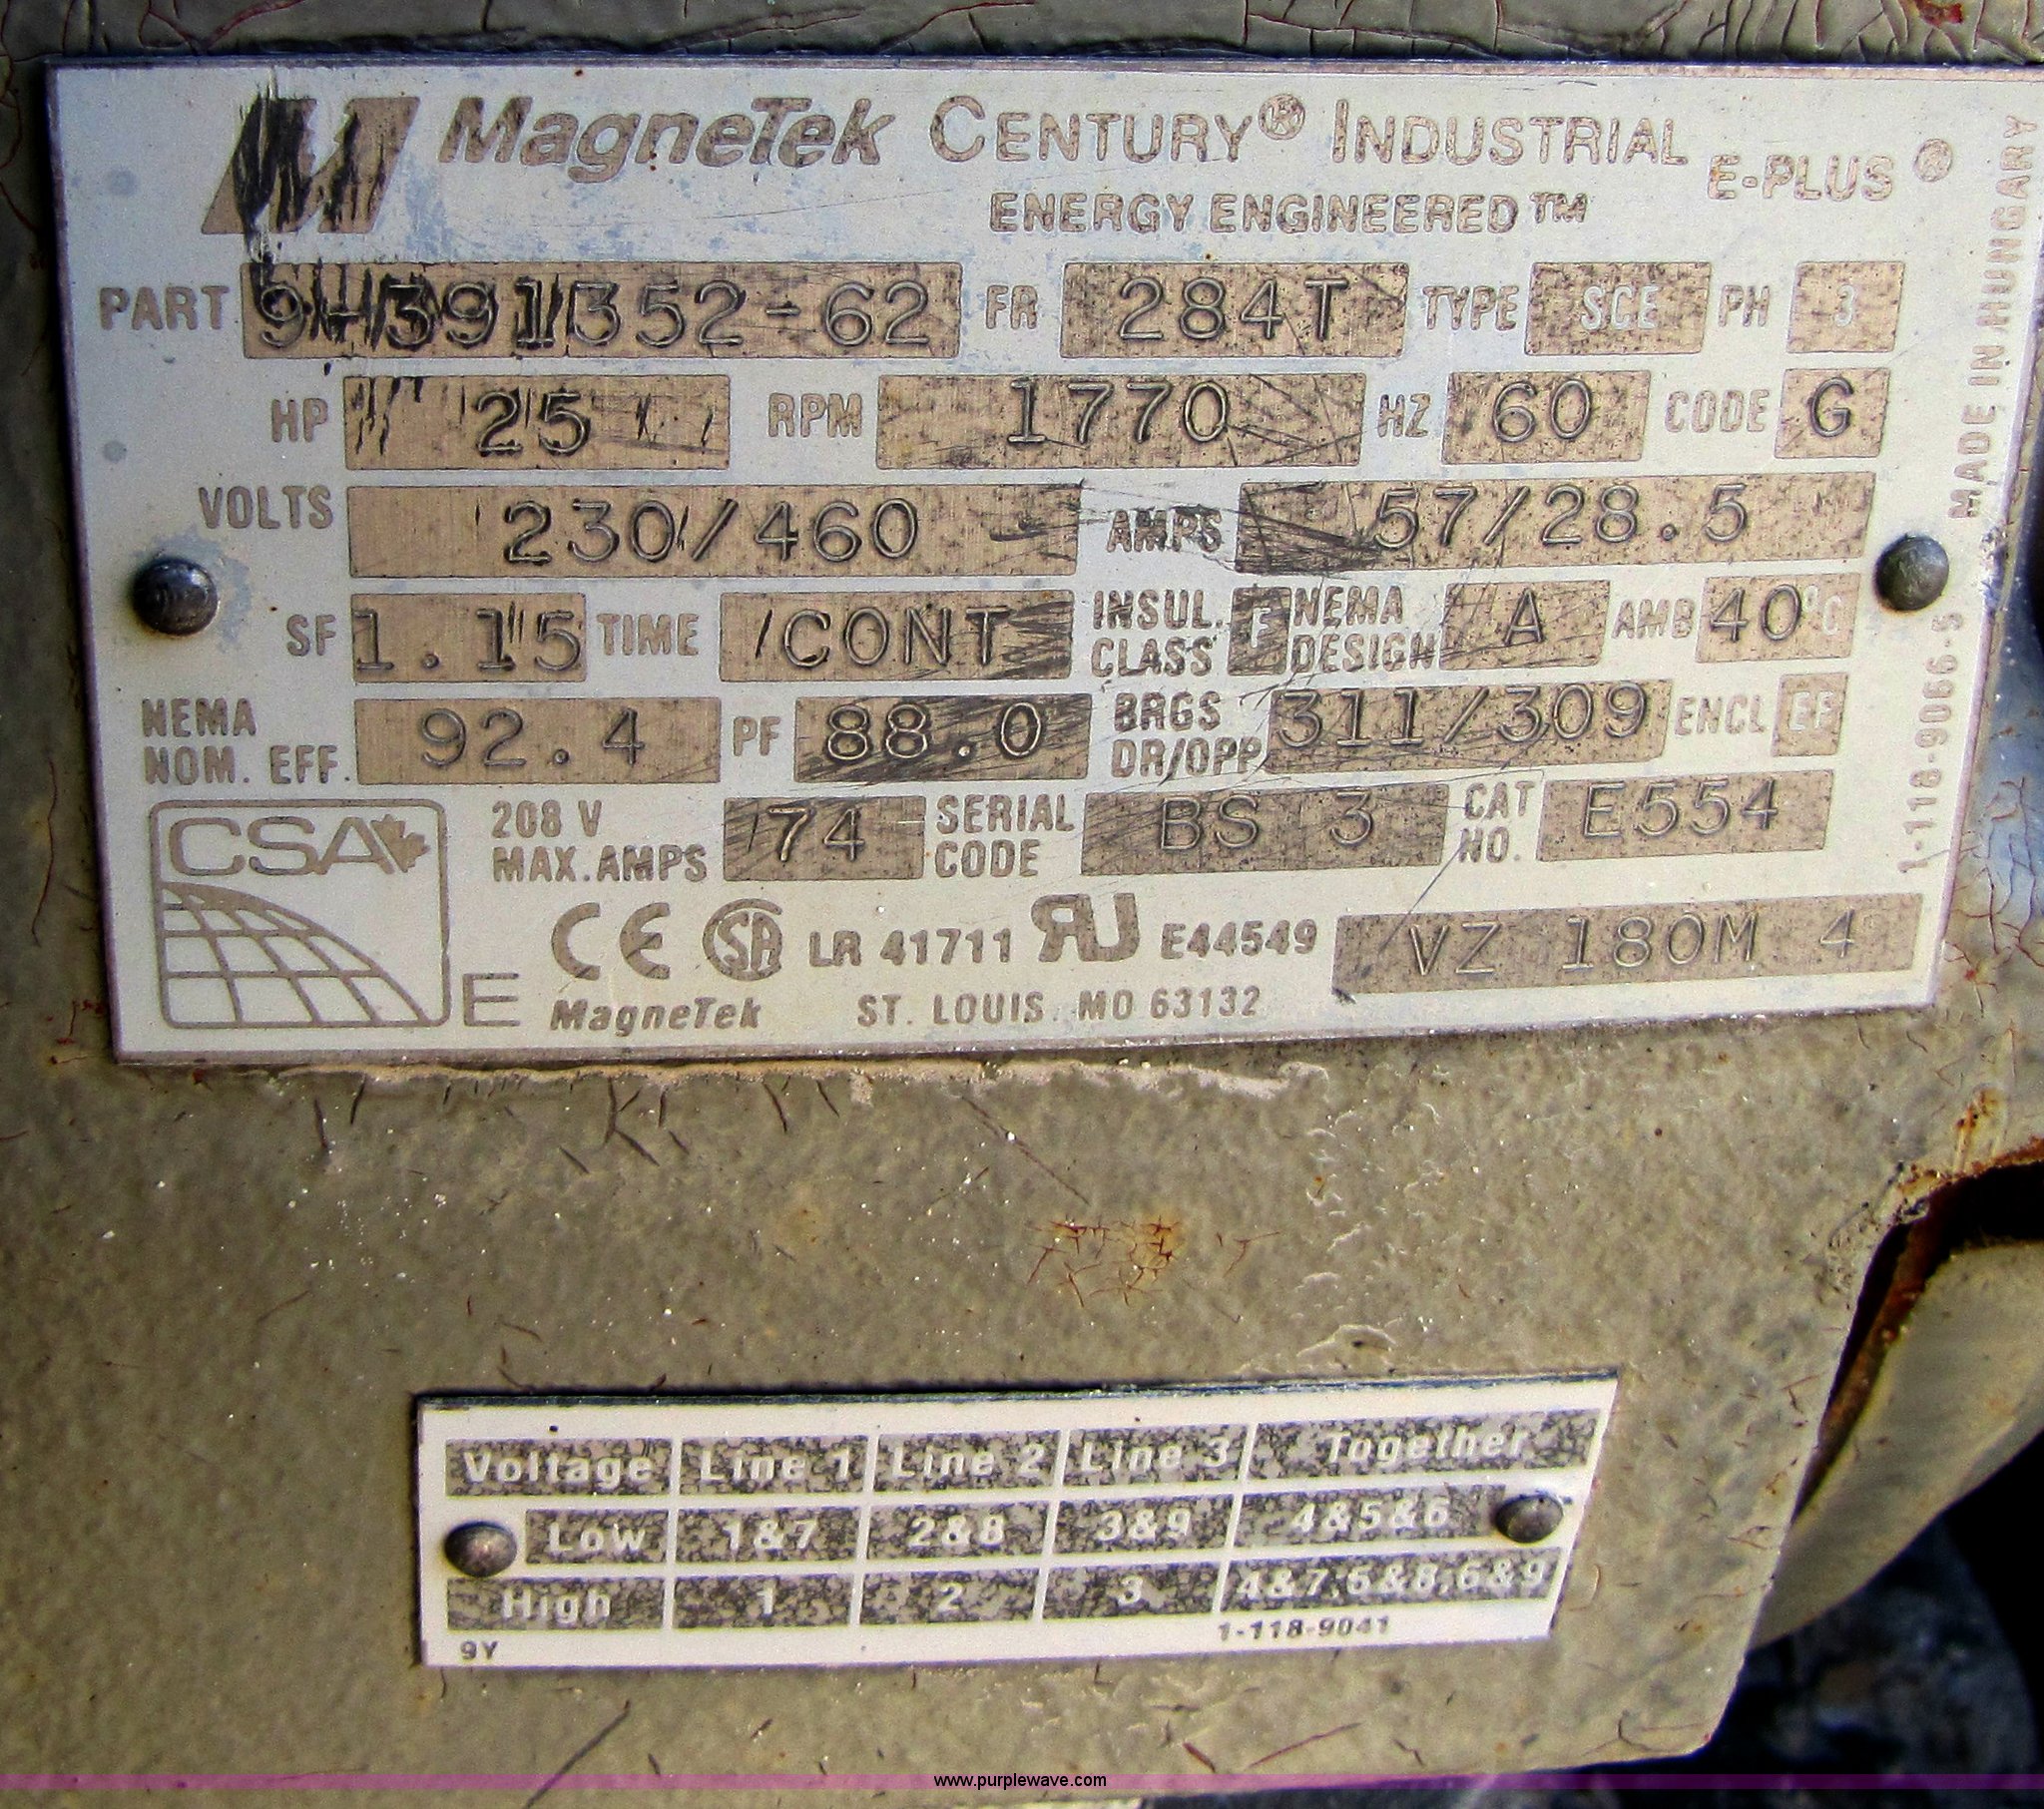 MagneTek CENTURY® INDUSTRIAL E-PLUS®
ENERGY ENGINEERED™
PART 9-391352-62 FR 284T TYPE SCE PH 3
HP 25 RPM 1770 HZ 60 CODE G
VOLTS 230/460 AMPS 57/28.5
SF 1.15 TIME CONT INSUL. CLASS F NEMA DESIGN A AMB 40°C
NEMA NOM. EFF. 92.4 PF 88.0 BRGS DR/OPP 311/309 ENCL EF
208 V MAX. AMPS 74 SERIAL CODE BS 3 CAT NO. E554
CSA
CE SA LR 41711 RU E44549 VZ 180M 4
E MagneTek ST. LOUIS. MO 63132
MADE IN HUNGARY
1-118-9066-5
Voltage Line 1 Line 2 Line 3 Together
Low 1&7 2&8 3&9 4&5&6
High 1 2 3 4&7,5&8,6&9
9Y 1-118-9041
www.purplewave.com